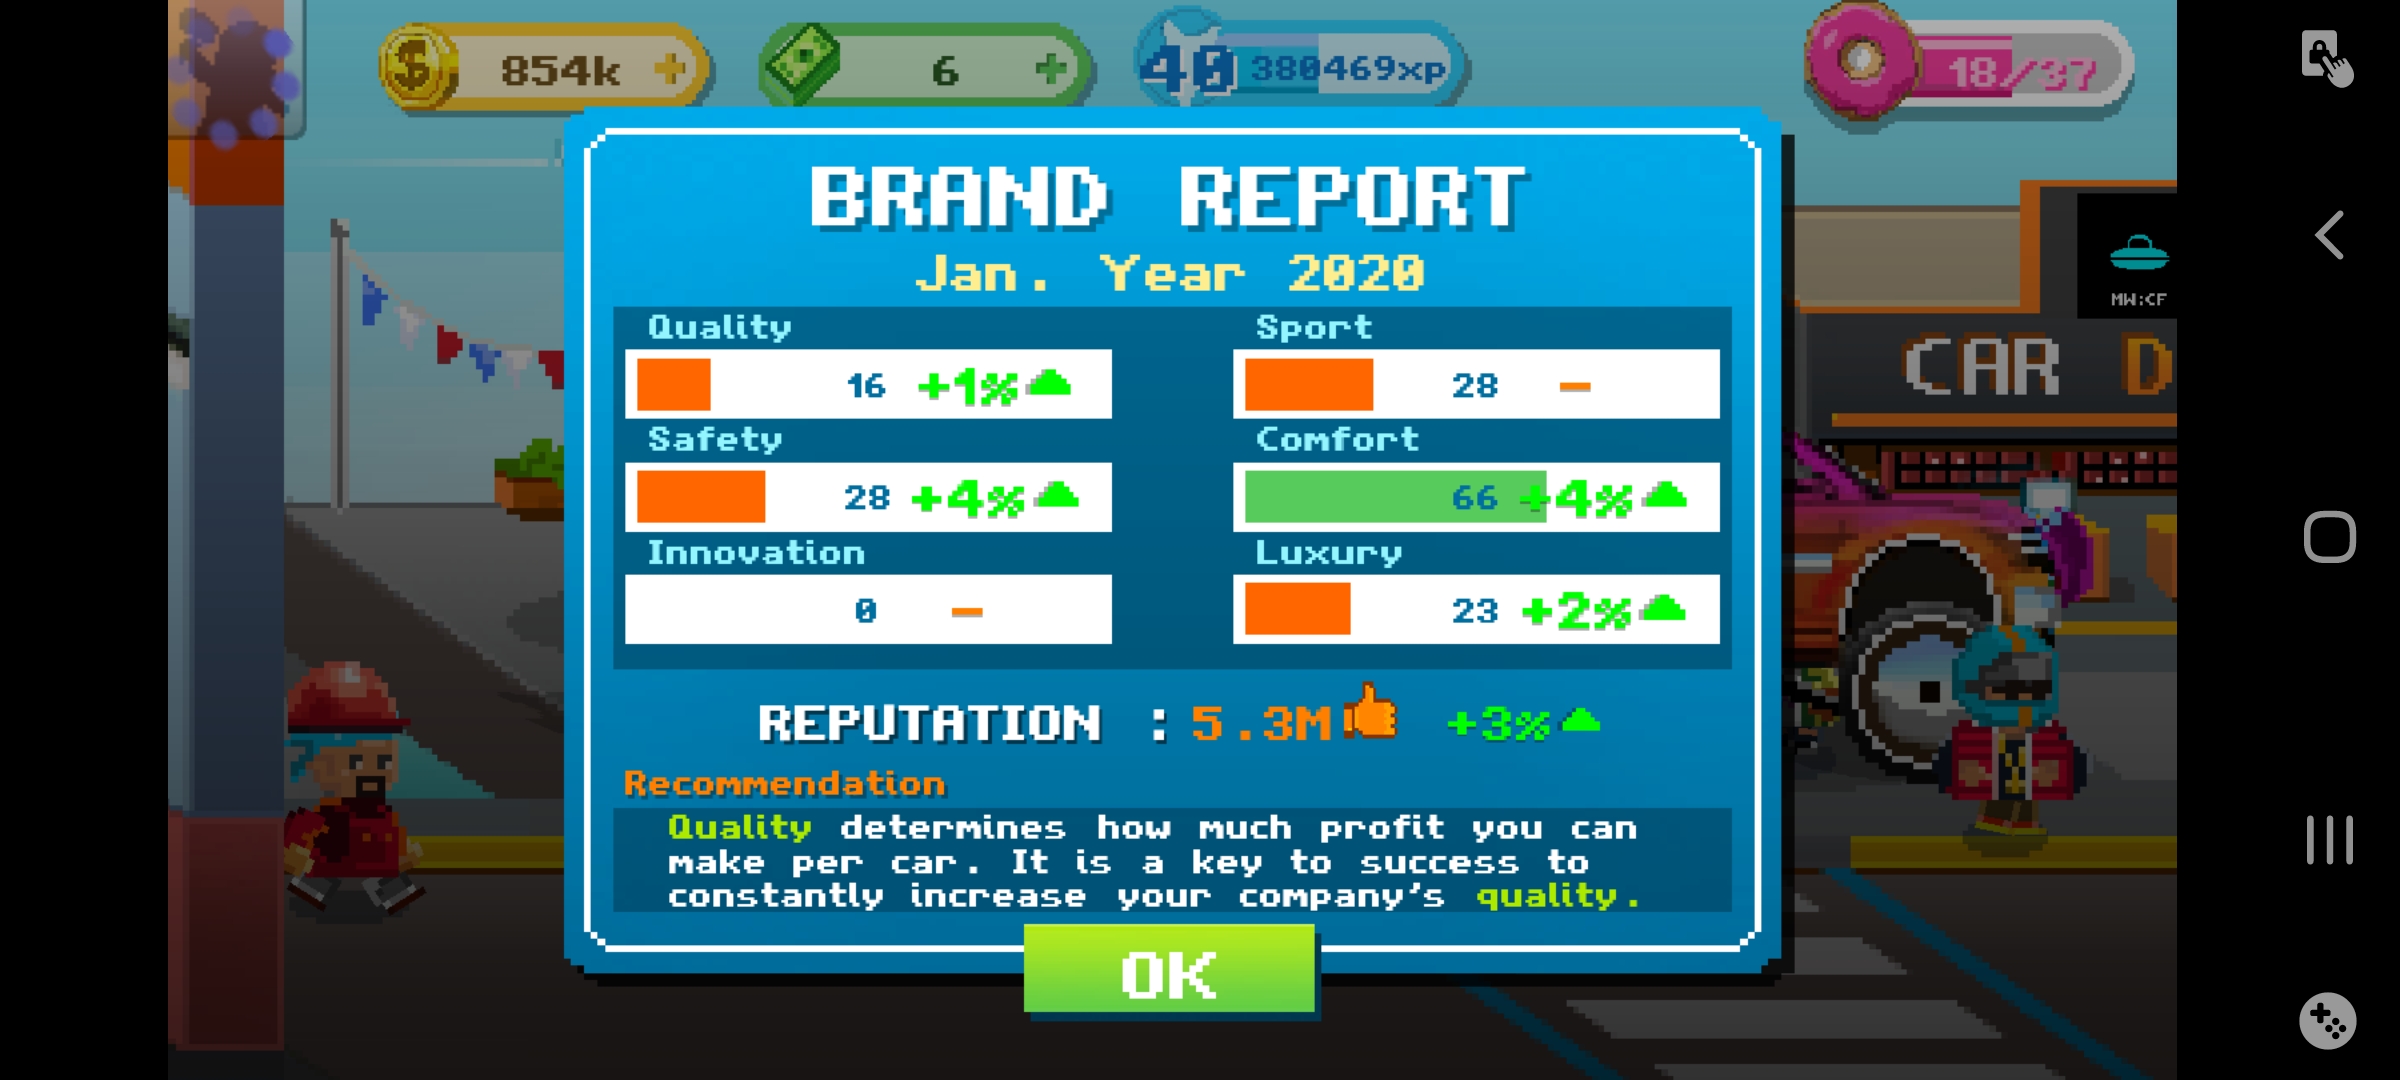 854k +
6 +
40 380469xp
18/37
BRAND REPORT
Jan. Year 2020
Quality
16 +1%
Sport
28 –
Safety
28 +4%
Comfort
66 +4%
Innovation
0 –
Luxury
23 +2%
REPUTATION : 5.3M +3%
Recommendation
Quality determines how much profit you can
make per car. It is a key to success to
constantly increase your company's quality.
OK
MW:CF
CAR D